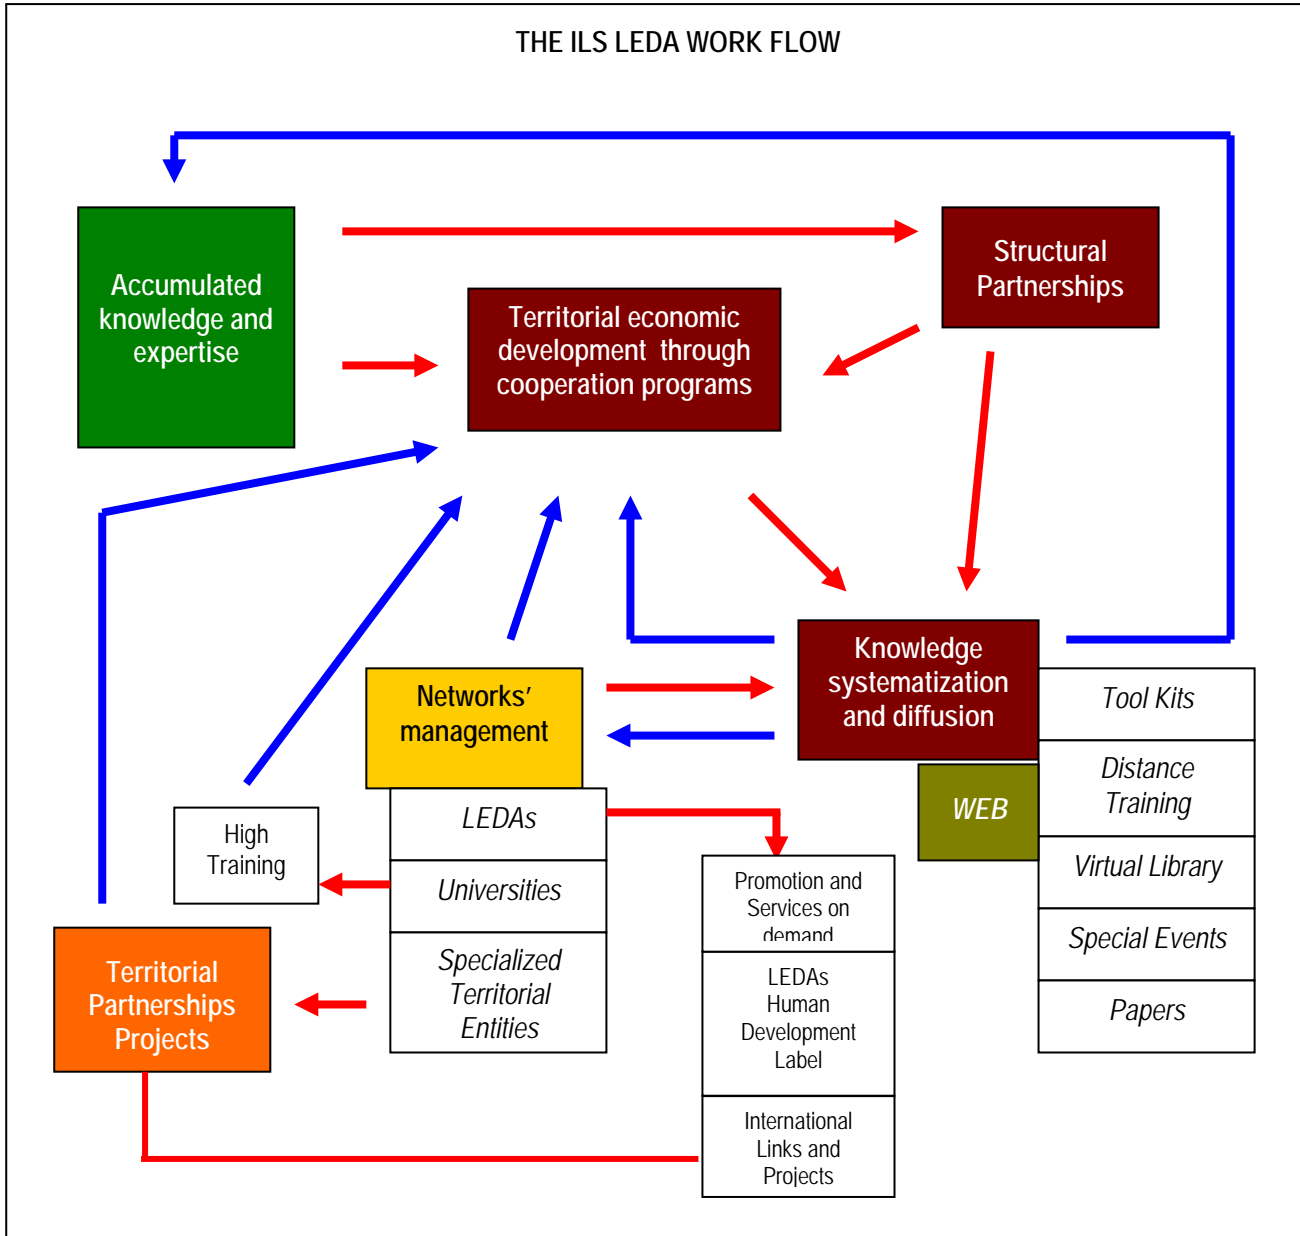 THE ILS LEDA WORK FLOW
Accumulated
knowledge and
expertise
Structural
Partnerships
Territorial economic
development through
cooperation programs
Knowledge
systematization
and diffusion
Networks’
management
Tool Kits
Distance
Training
Virtual Library
Special Events
Papers
WEB
LEDAs
Universities
Specialized
Territorial
Entities
High
Training
Territorial
Partnerships
Projects
Promotion and
Services on
demand
LEDAs
Human
Development
Label
International
Links and
Projects